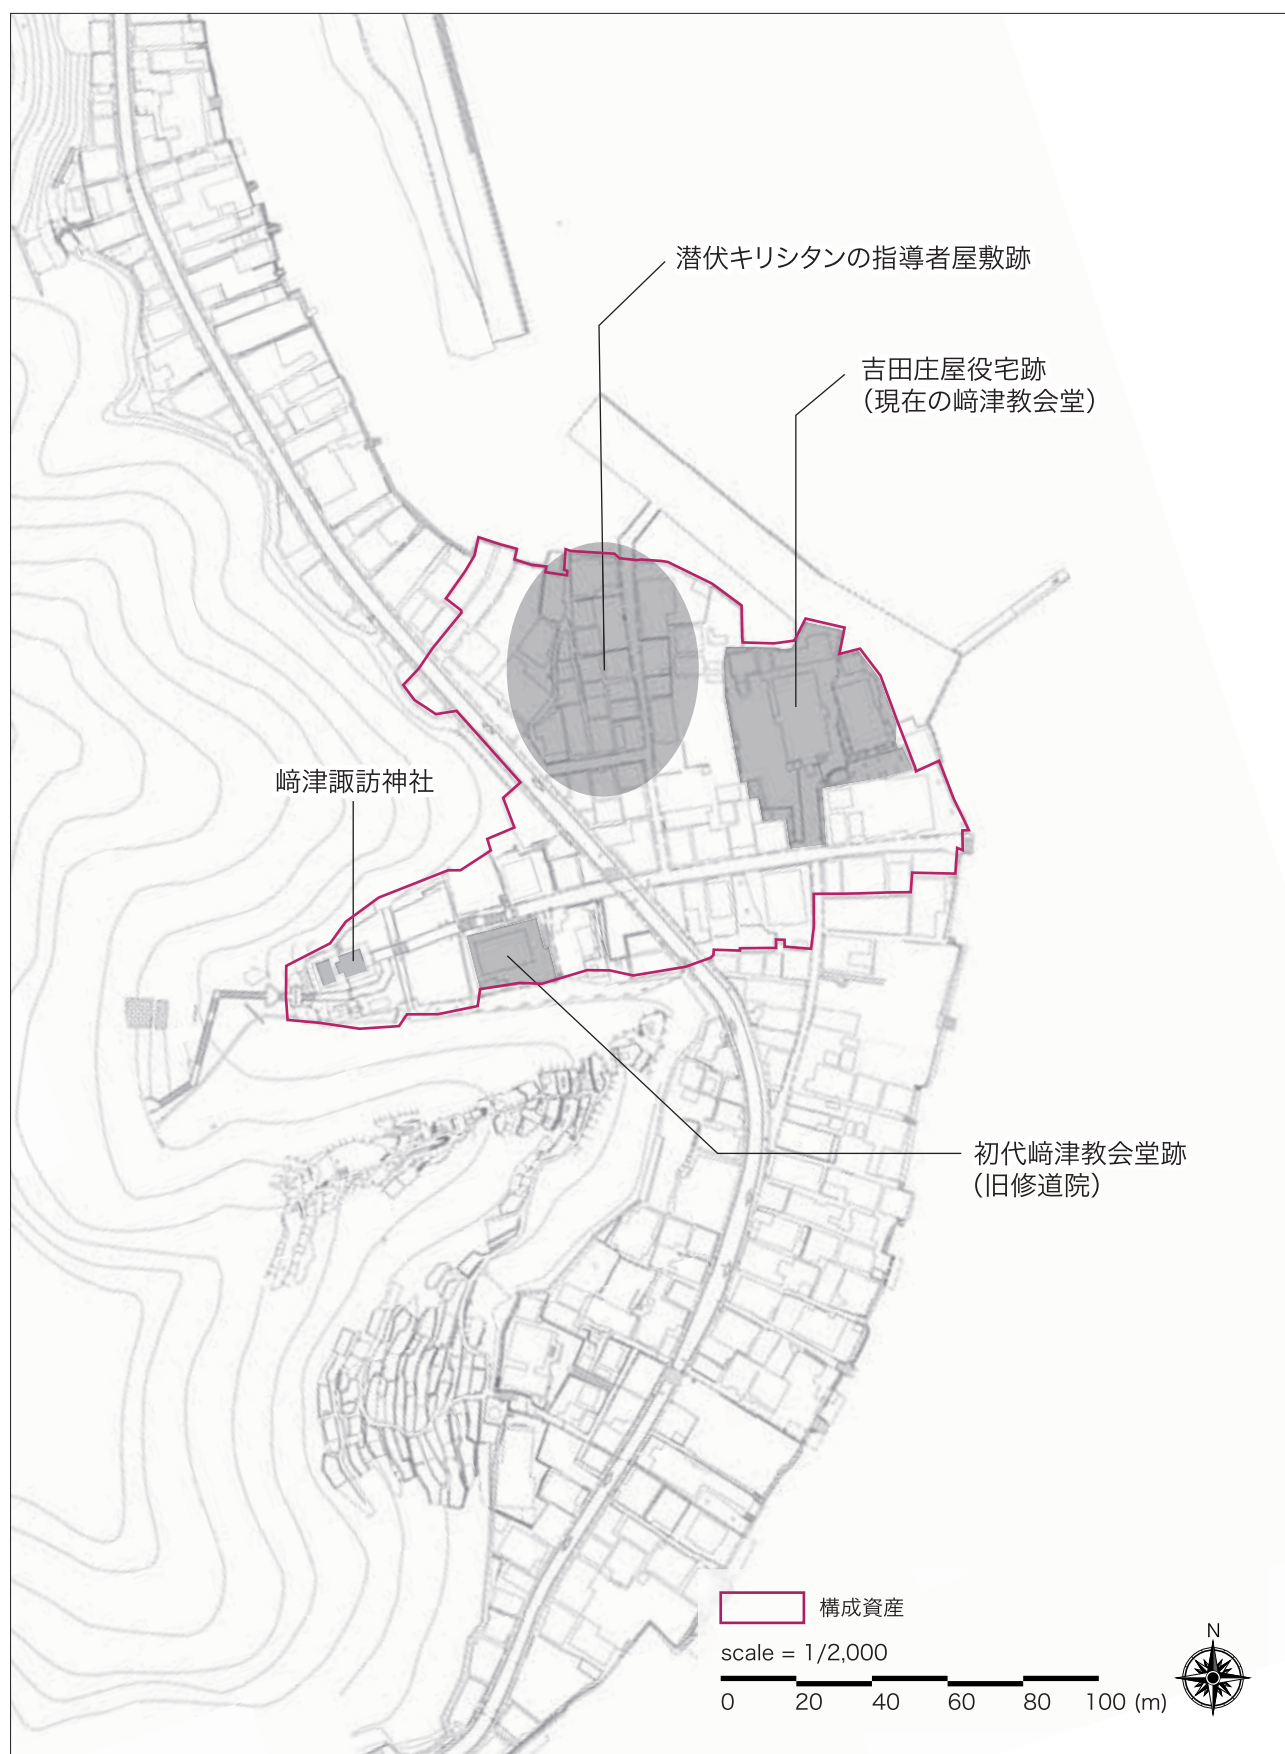 潜伏キリシタンの指導者屋敷跡
吉田庄屋役宅跡
（現在の﨑津教会堂）
﨑津諏訪神社
初代﨑津教会堂跡
（旧修道院）
構成資産
scale = 1/2,000
0 20 40 60 80 100 (m)
N